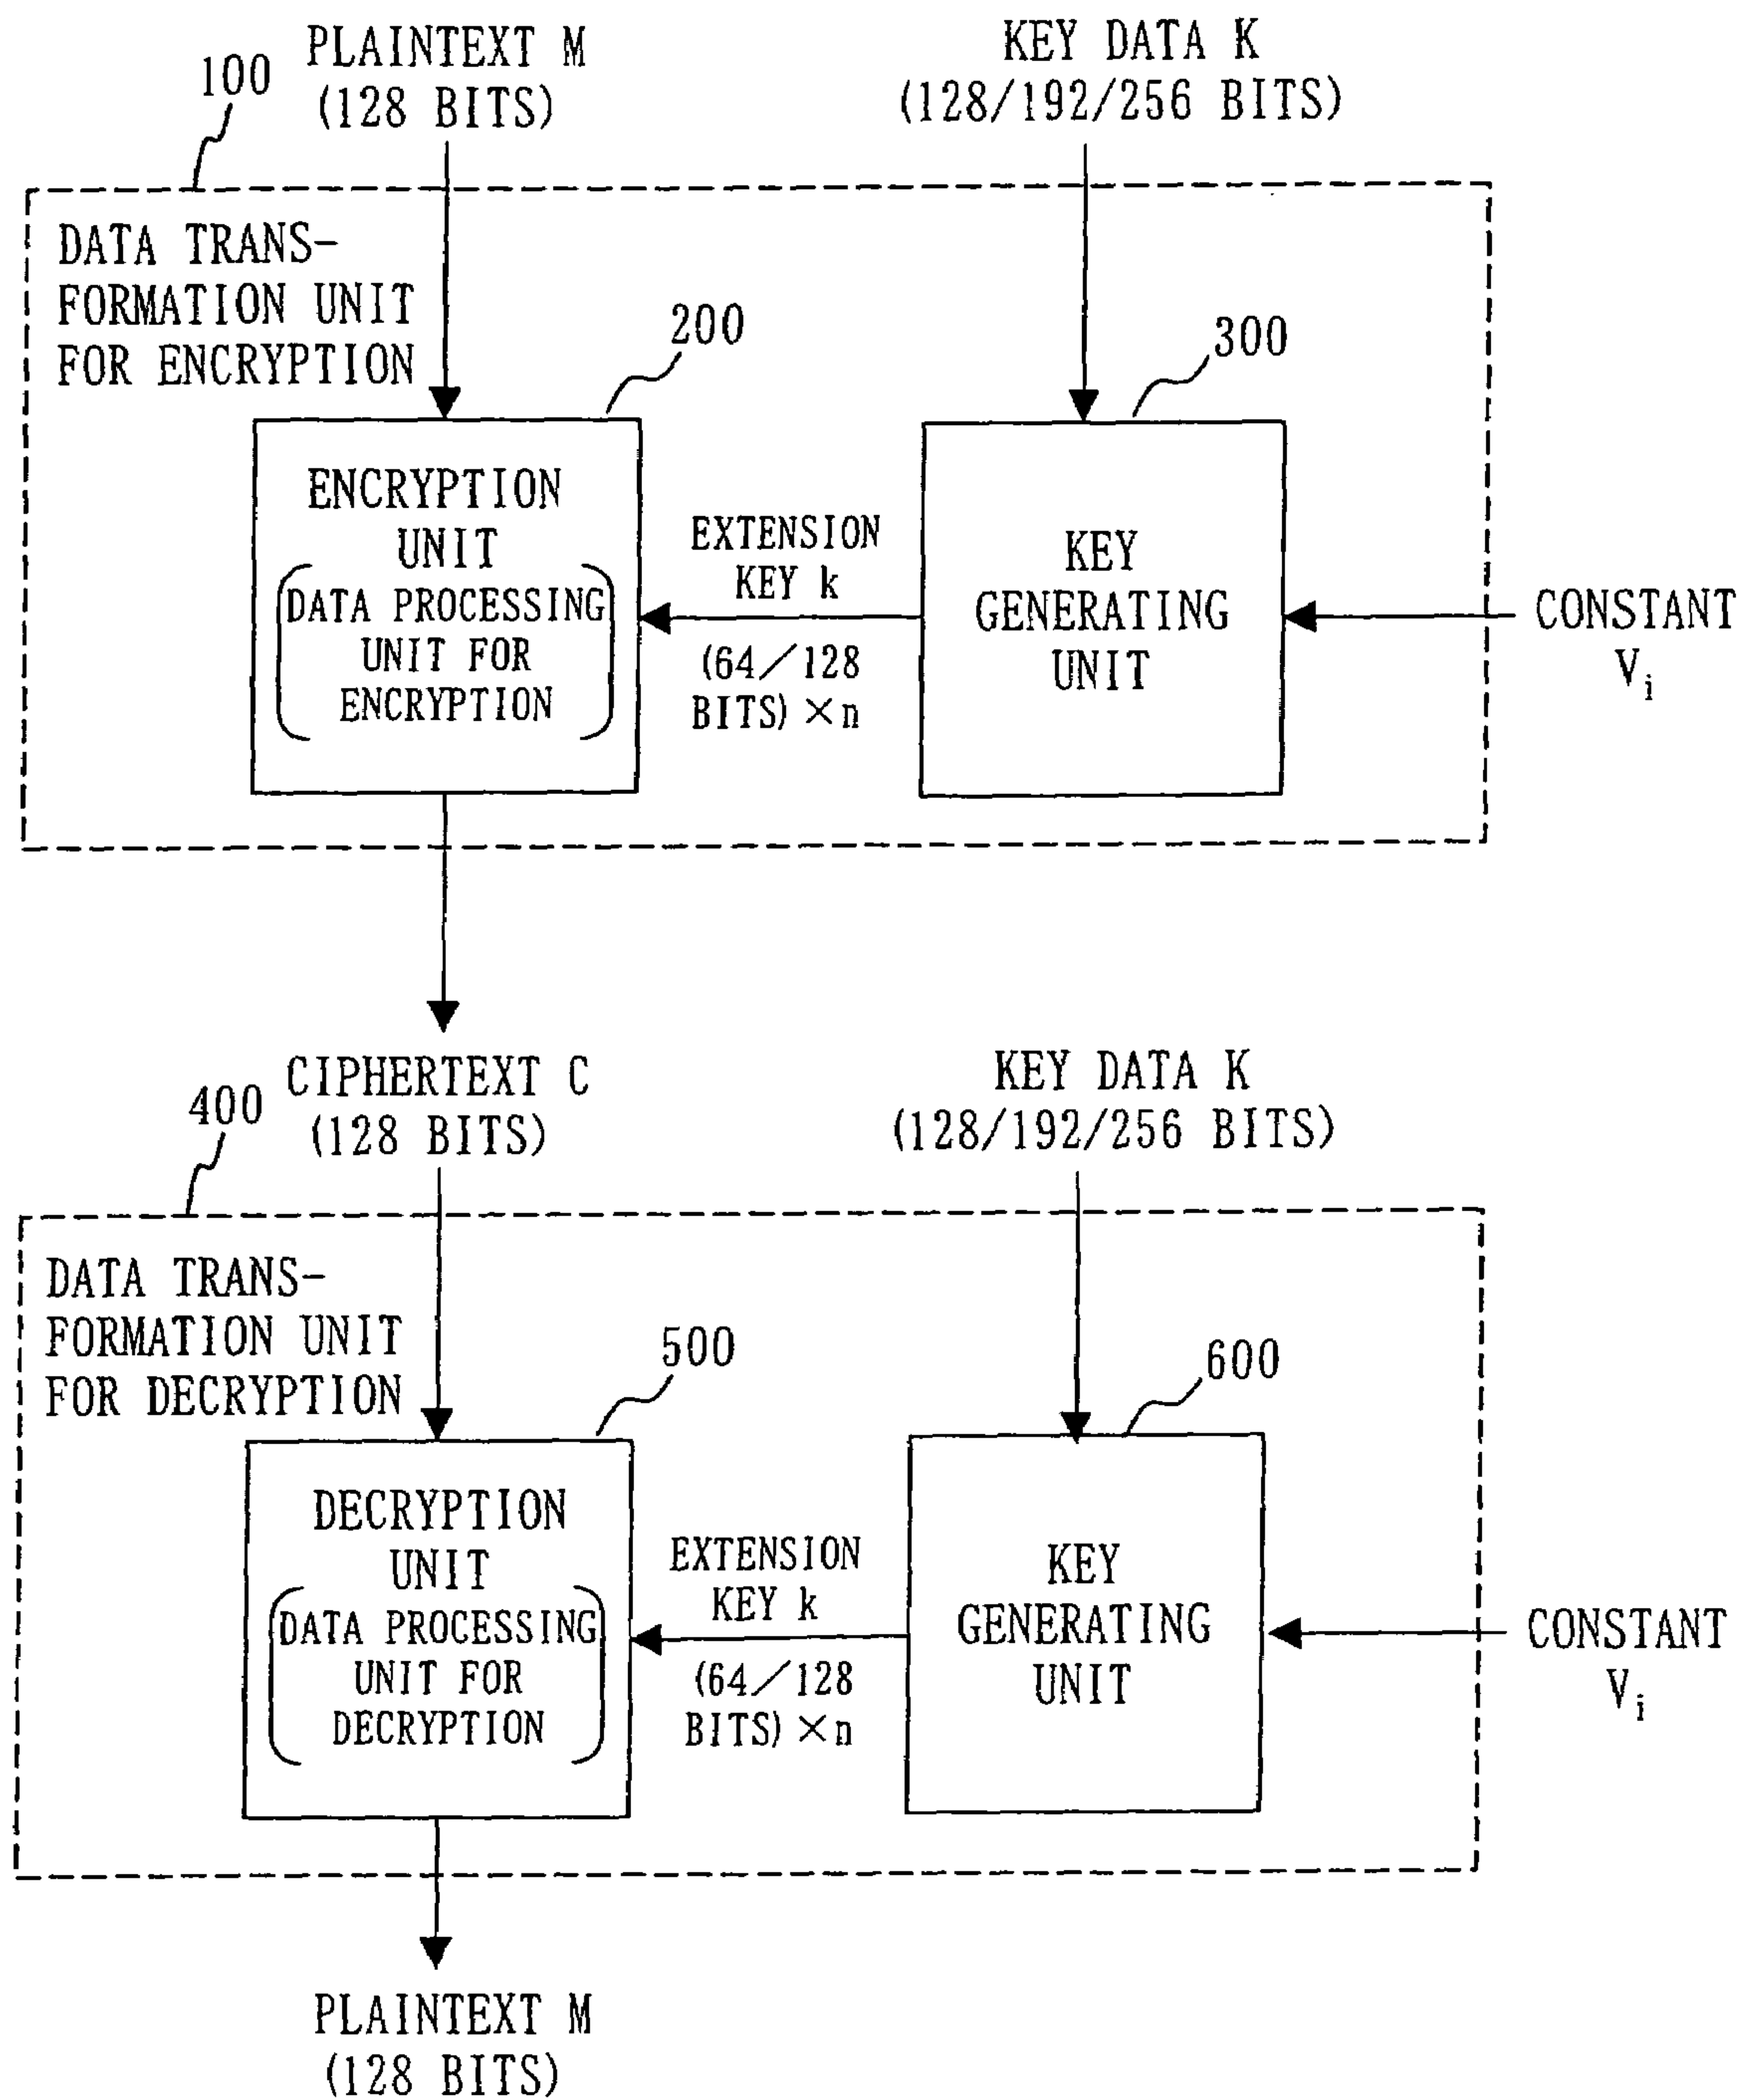 PLAINTEXT M
(128 BITS)
KEY DATA K
(128/192/256 BITS)
100
DATA TRANS-
FORMATION UNIT
FOR ENCRYPTION
200
300
ENCRYPTION
UNIT
DATA PROCESSING
UNIT FOR
ENCRYPTION
EXTENSION
KEY k
(64/128
BITS)×n
KEY
GENERATING
UNIT
CONSTANT
Vi
CIPHERTEXT C
(128 BITS)
KEY DATA K
(128/192/256 BITS)
400
DATA TRANS-
FORMATION UNIT
FOR DECRYPTION
500
600
DECRYPTION
UNIT
DATA PROCESSING
UNIT FOR
DECRYPTION
EXTENSION
KEY k
(64/128
BITS)×n
KEY
GENERATING
UNIT
CONSTANT
Vi
PLAINTEXT M
(128 BITS)